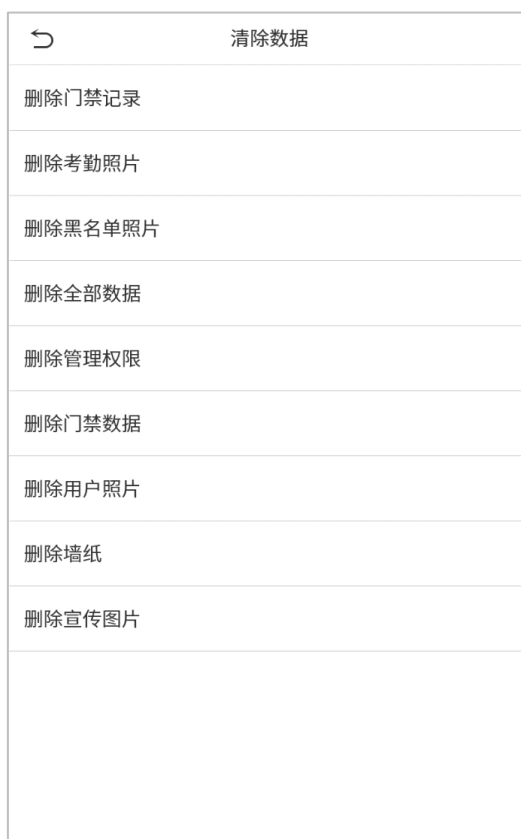 清除数据
删除门禁记录
删除考勤照片
删除黑名单照片
删除全部数据
删除管理权限
删除门禁数据
删除用户照片
删除墙纸
删除宣传图片